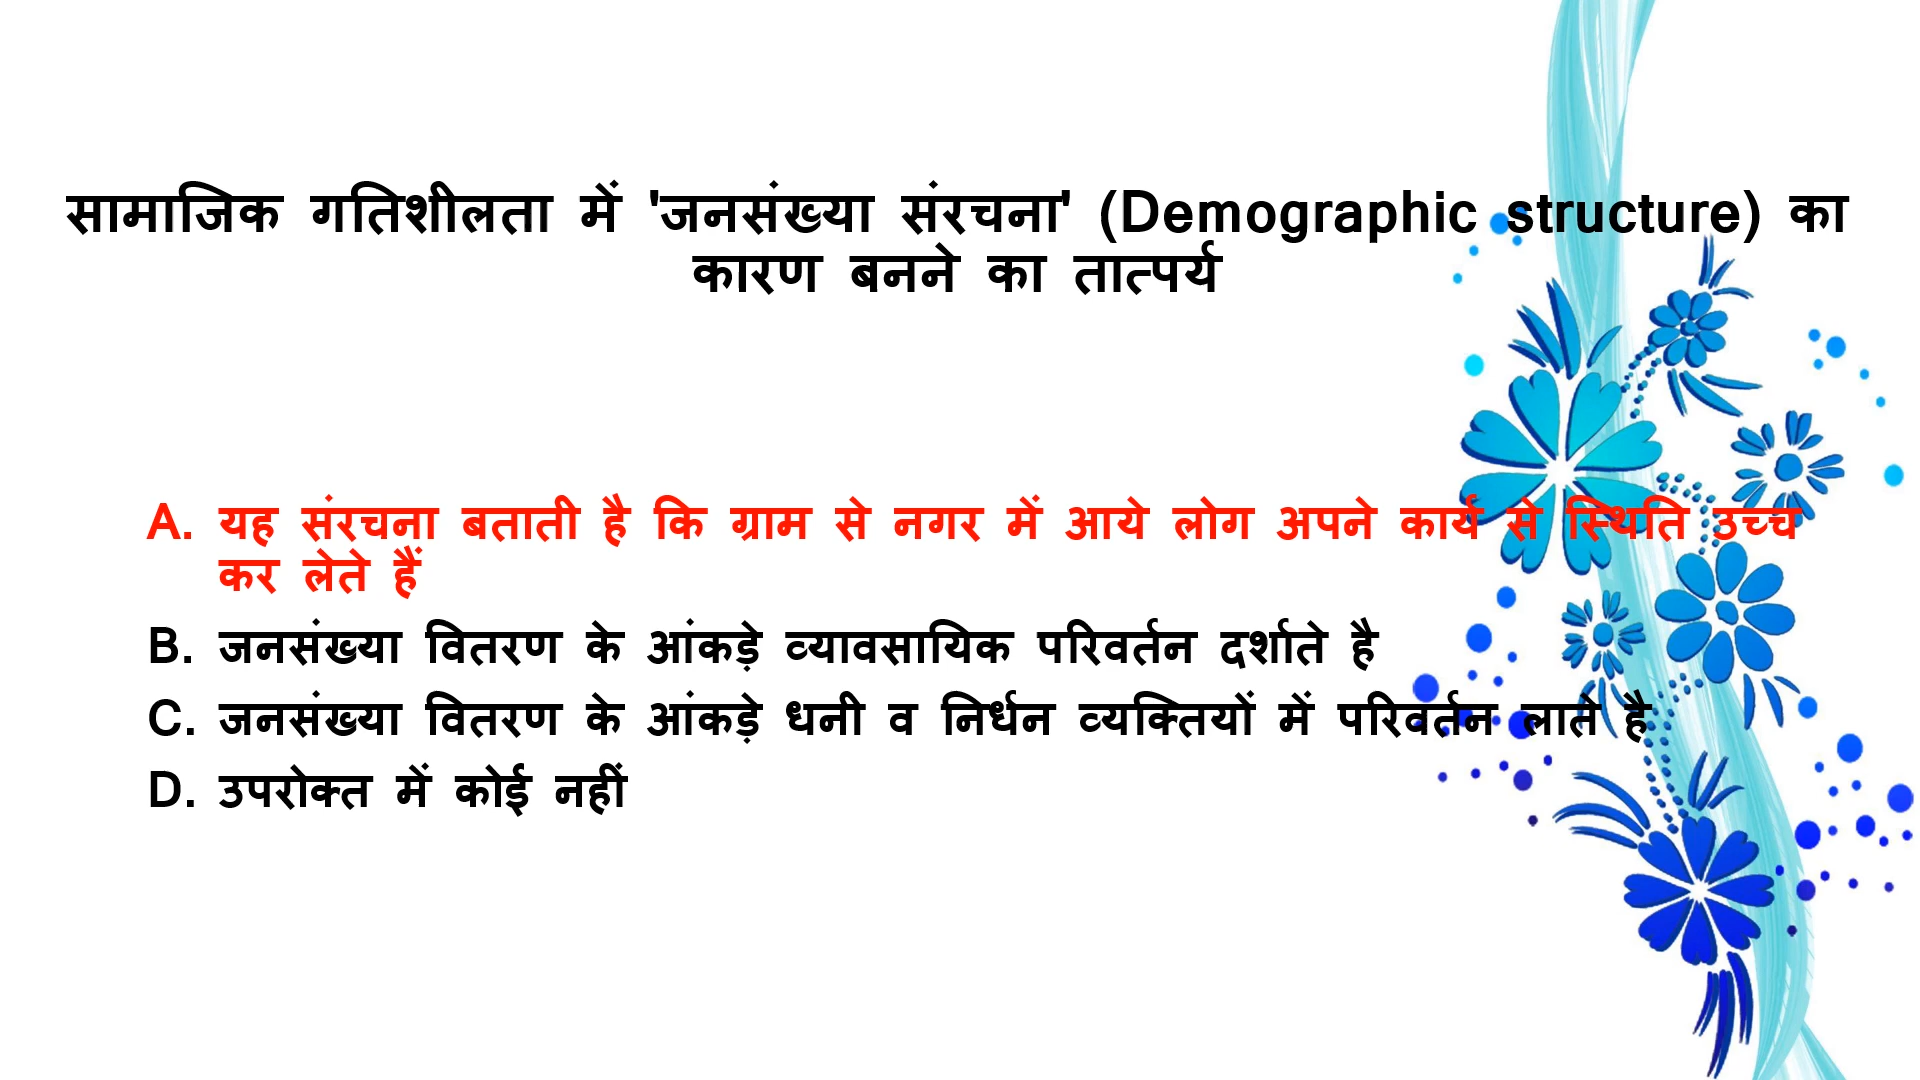 सामाजिक गतिशीलता में 'जनसंख्या संरचना' (Demographic structure) का
कारण बनने का तात्पर्य
A. यह संरचना बताती है कि ग्राम से नगर में आये लोग अपने कार्य से स्थिति उच्च
कर लेते हैं
B. जनसंख्या वितरण के आंकड़े व्यावसायिक परिवर्तन दर्शाते है
C. जनसंख्या वितरण के आंकड़े धनी व निर्धन व्यक्तियों में परिवर्तन लाते है
D. उपरोक्त में कोई नहीं